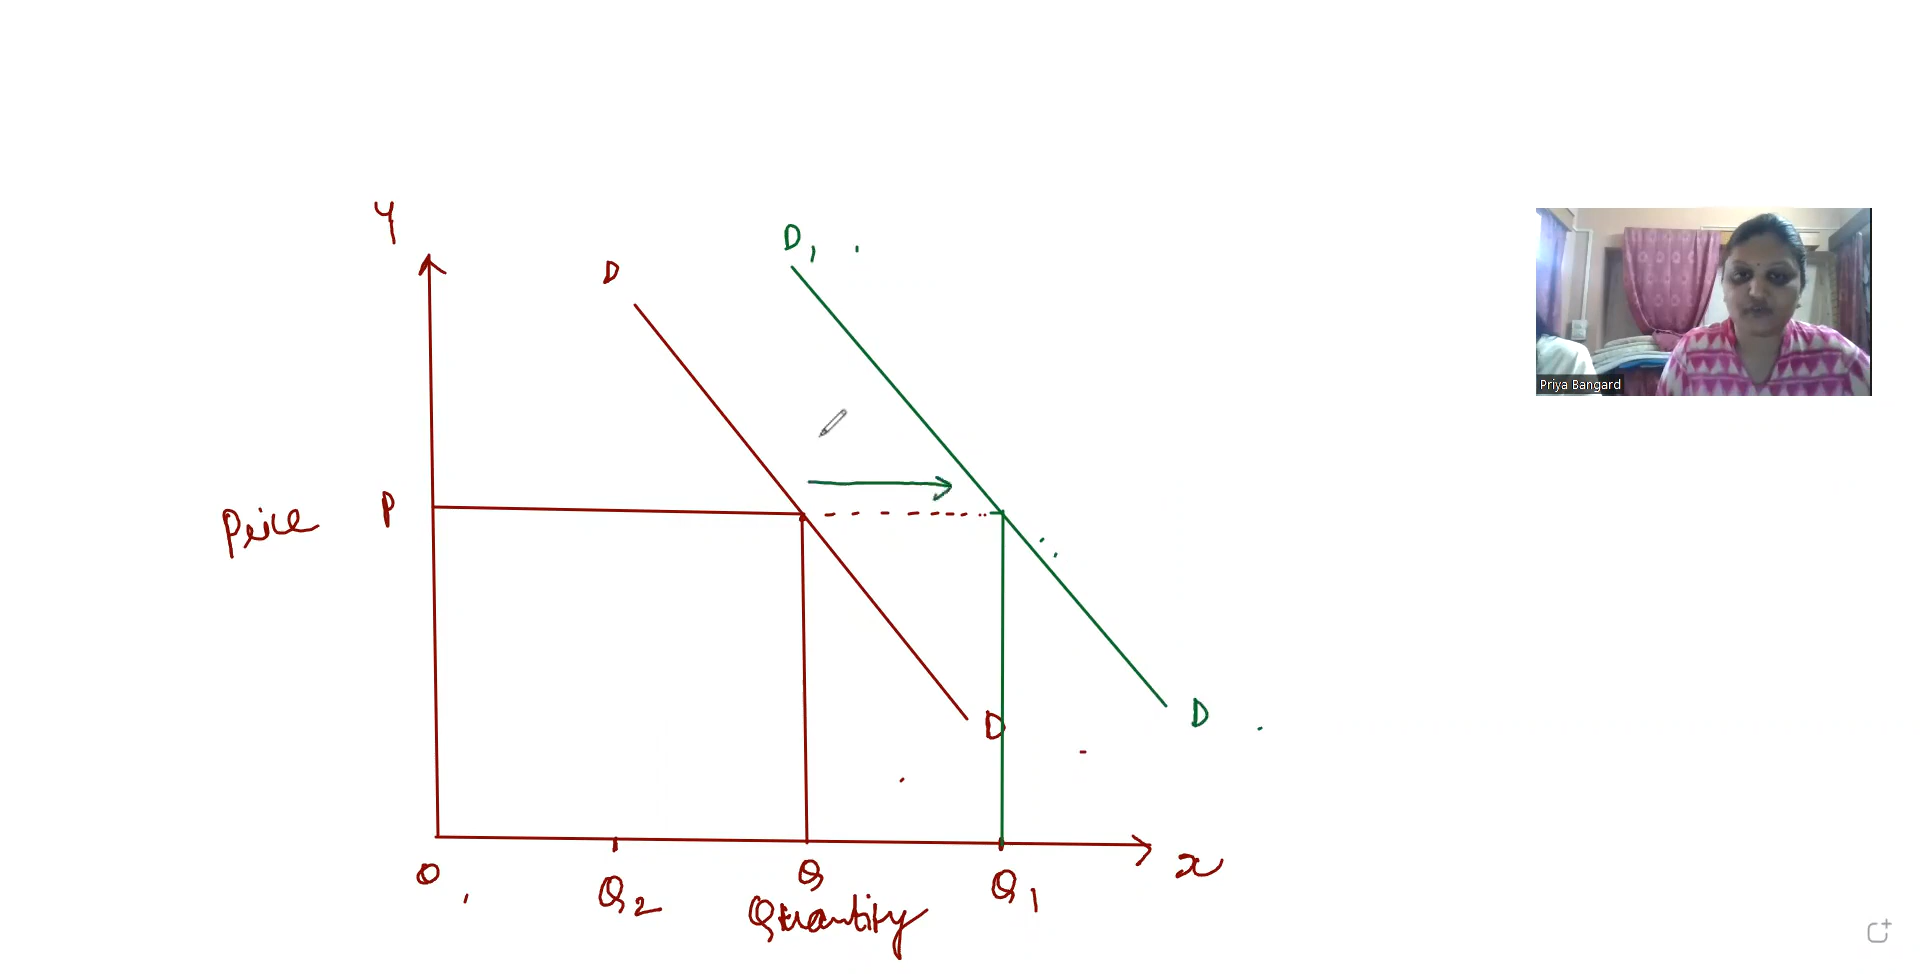 Y
D₁
D
Price P
D
D
O
Q₂
Q
Q₁
x
Quantity
Priya Bangard